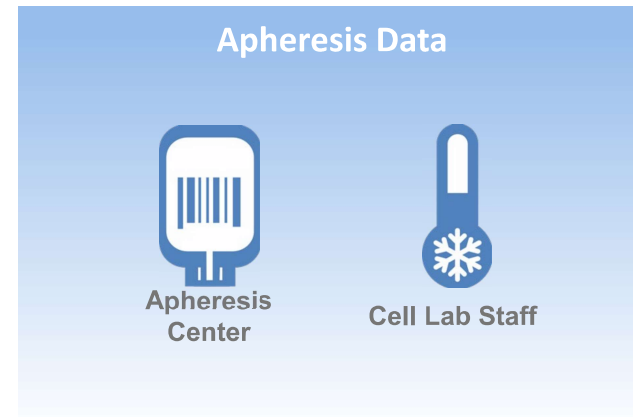 Apheresis Data
Apheresis
Center
Cell Lab Staff